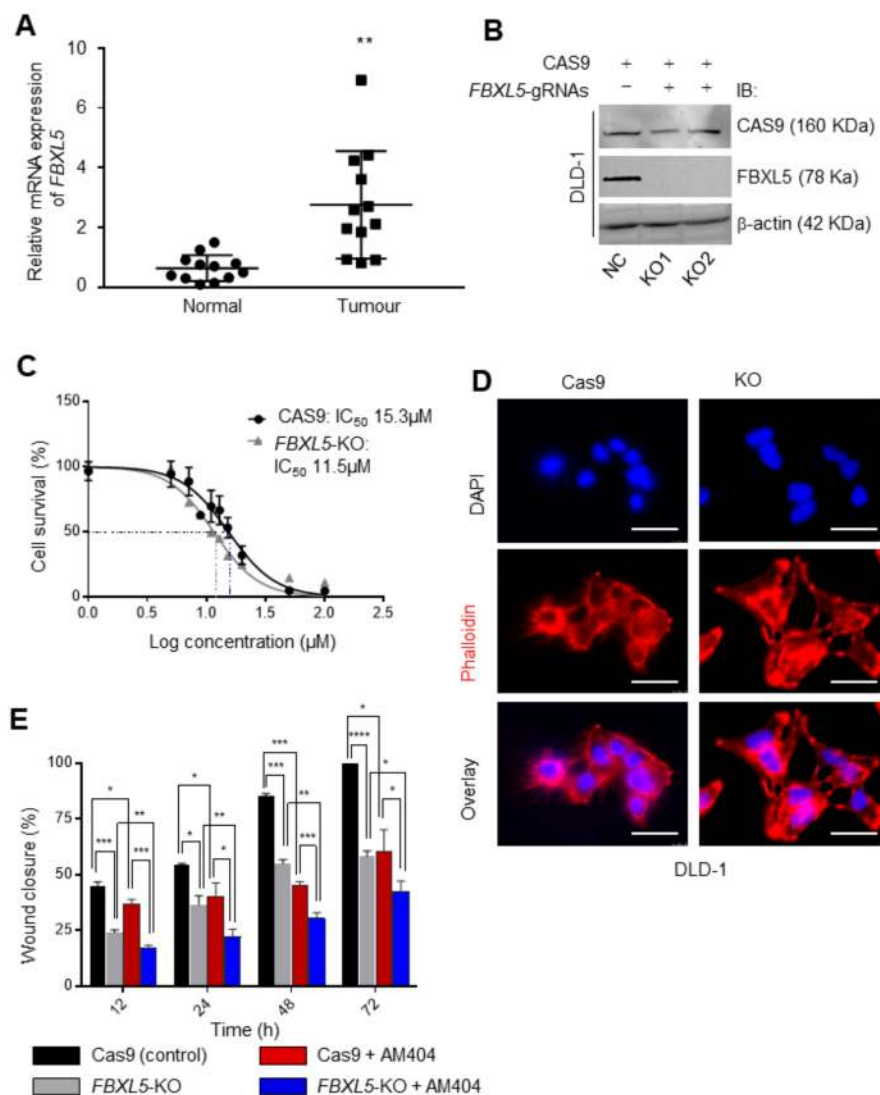 A
**
10
8
6
4
2
0
Relative mRNA expression
of FBXL5
Normal
Tumour
B
CAS9 + + +
FBXL5-gRNAs − + + IB:
DLD-1
CAS9 (160 KDa)
FBXL5 (78 Ka)
β-actin (42 KDa)
NC KO1 KO2
C
150
100
50
0
Cell survival (%)
CAS9: IC50 15.3µM
FBXL5-KO:
IC50 11.5µM
0.0 0.5 1.0 1.5 2.0 2.5
Log concentration (µM)
D
Cas9 KO
DAPI
Phalloidin
Overlay
DLD-1
E
100
75
50
25
0
Wound closure (%)
* ** *** ***
* ** * *
*** *** ** ***
* **** * *
12 24 48 72
Time (h)
Cas9 (control)
Cas9 + AM404
FBXL5-KO
FBXL5-KO + AM404